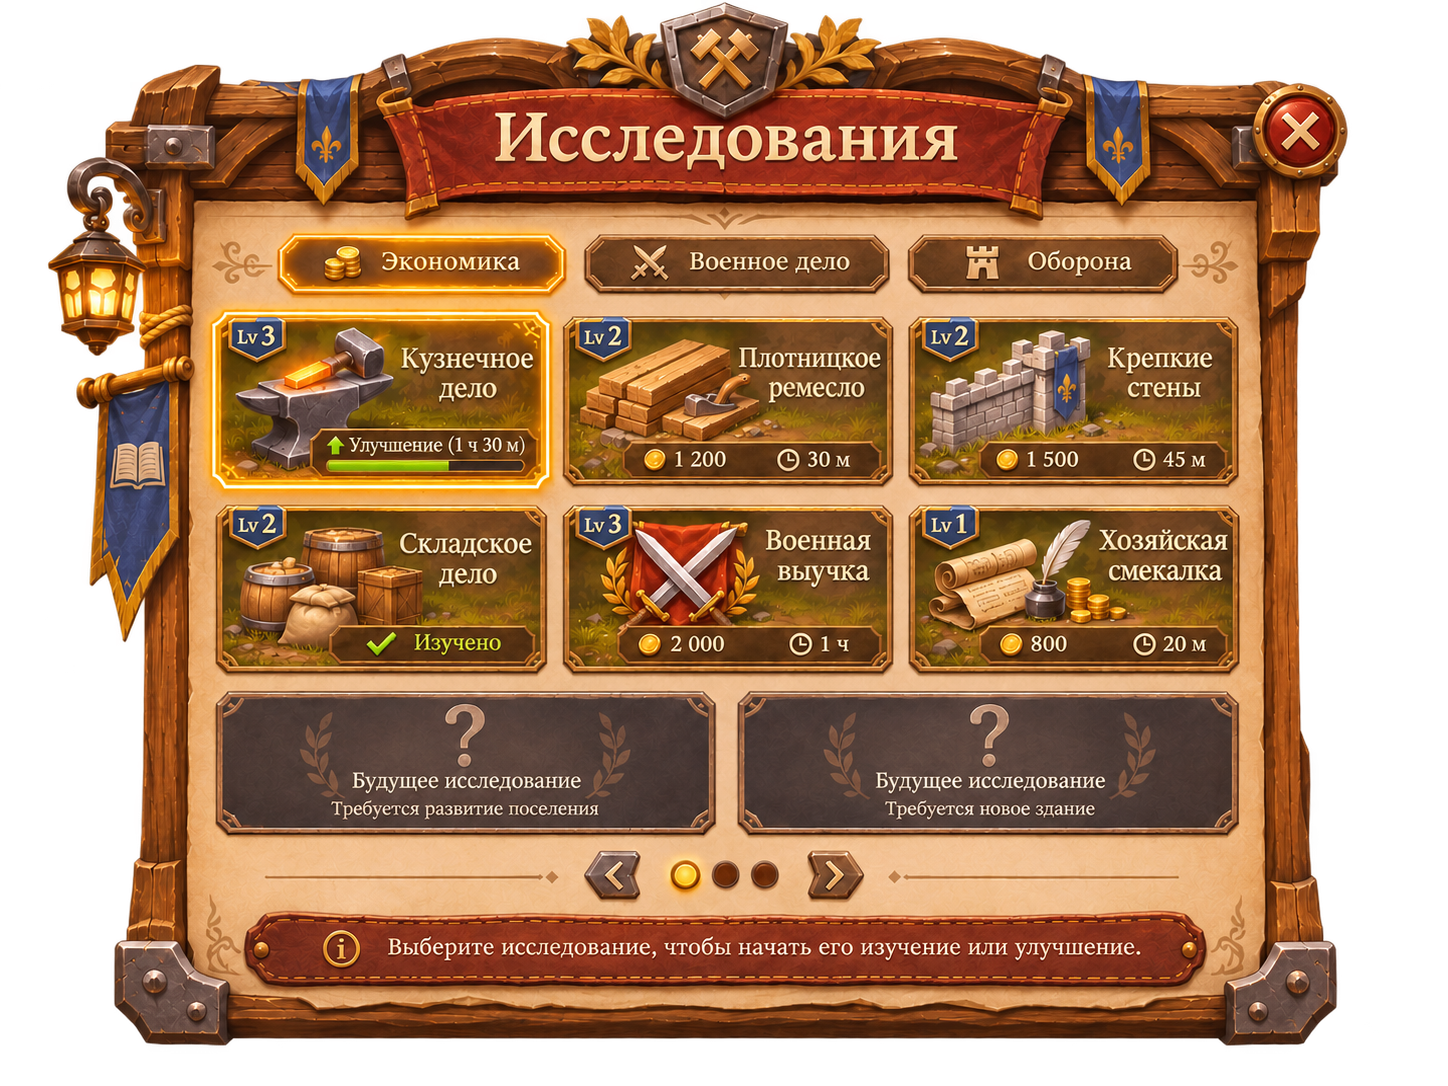 Исследования
Экономика
Военное дело
Оборона
Lv 3
Кузнечное
дело
Улучшение (1 ч 30 м)
Lv 2
Плотницкое
ремесло
1 200
30 м
Lv 2
Крепкие
стены
1 500
45 м
Lv 2
Складское
дело
Изучено
Lv 3
Военная
выучка
2 000
1 ч
Lv 1
Хозяйская
смекалка
800
20 м
?
Будущее исследование
Требуется развитие поселения
?
Будущее исследование
Требуется новое здание
i
Выберите исследование, чтобы начать его изучение или улучшение.